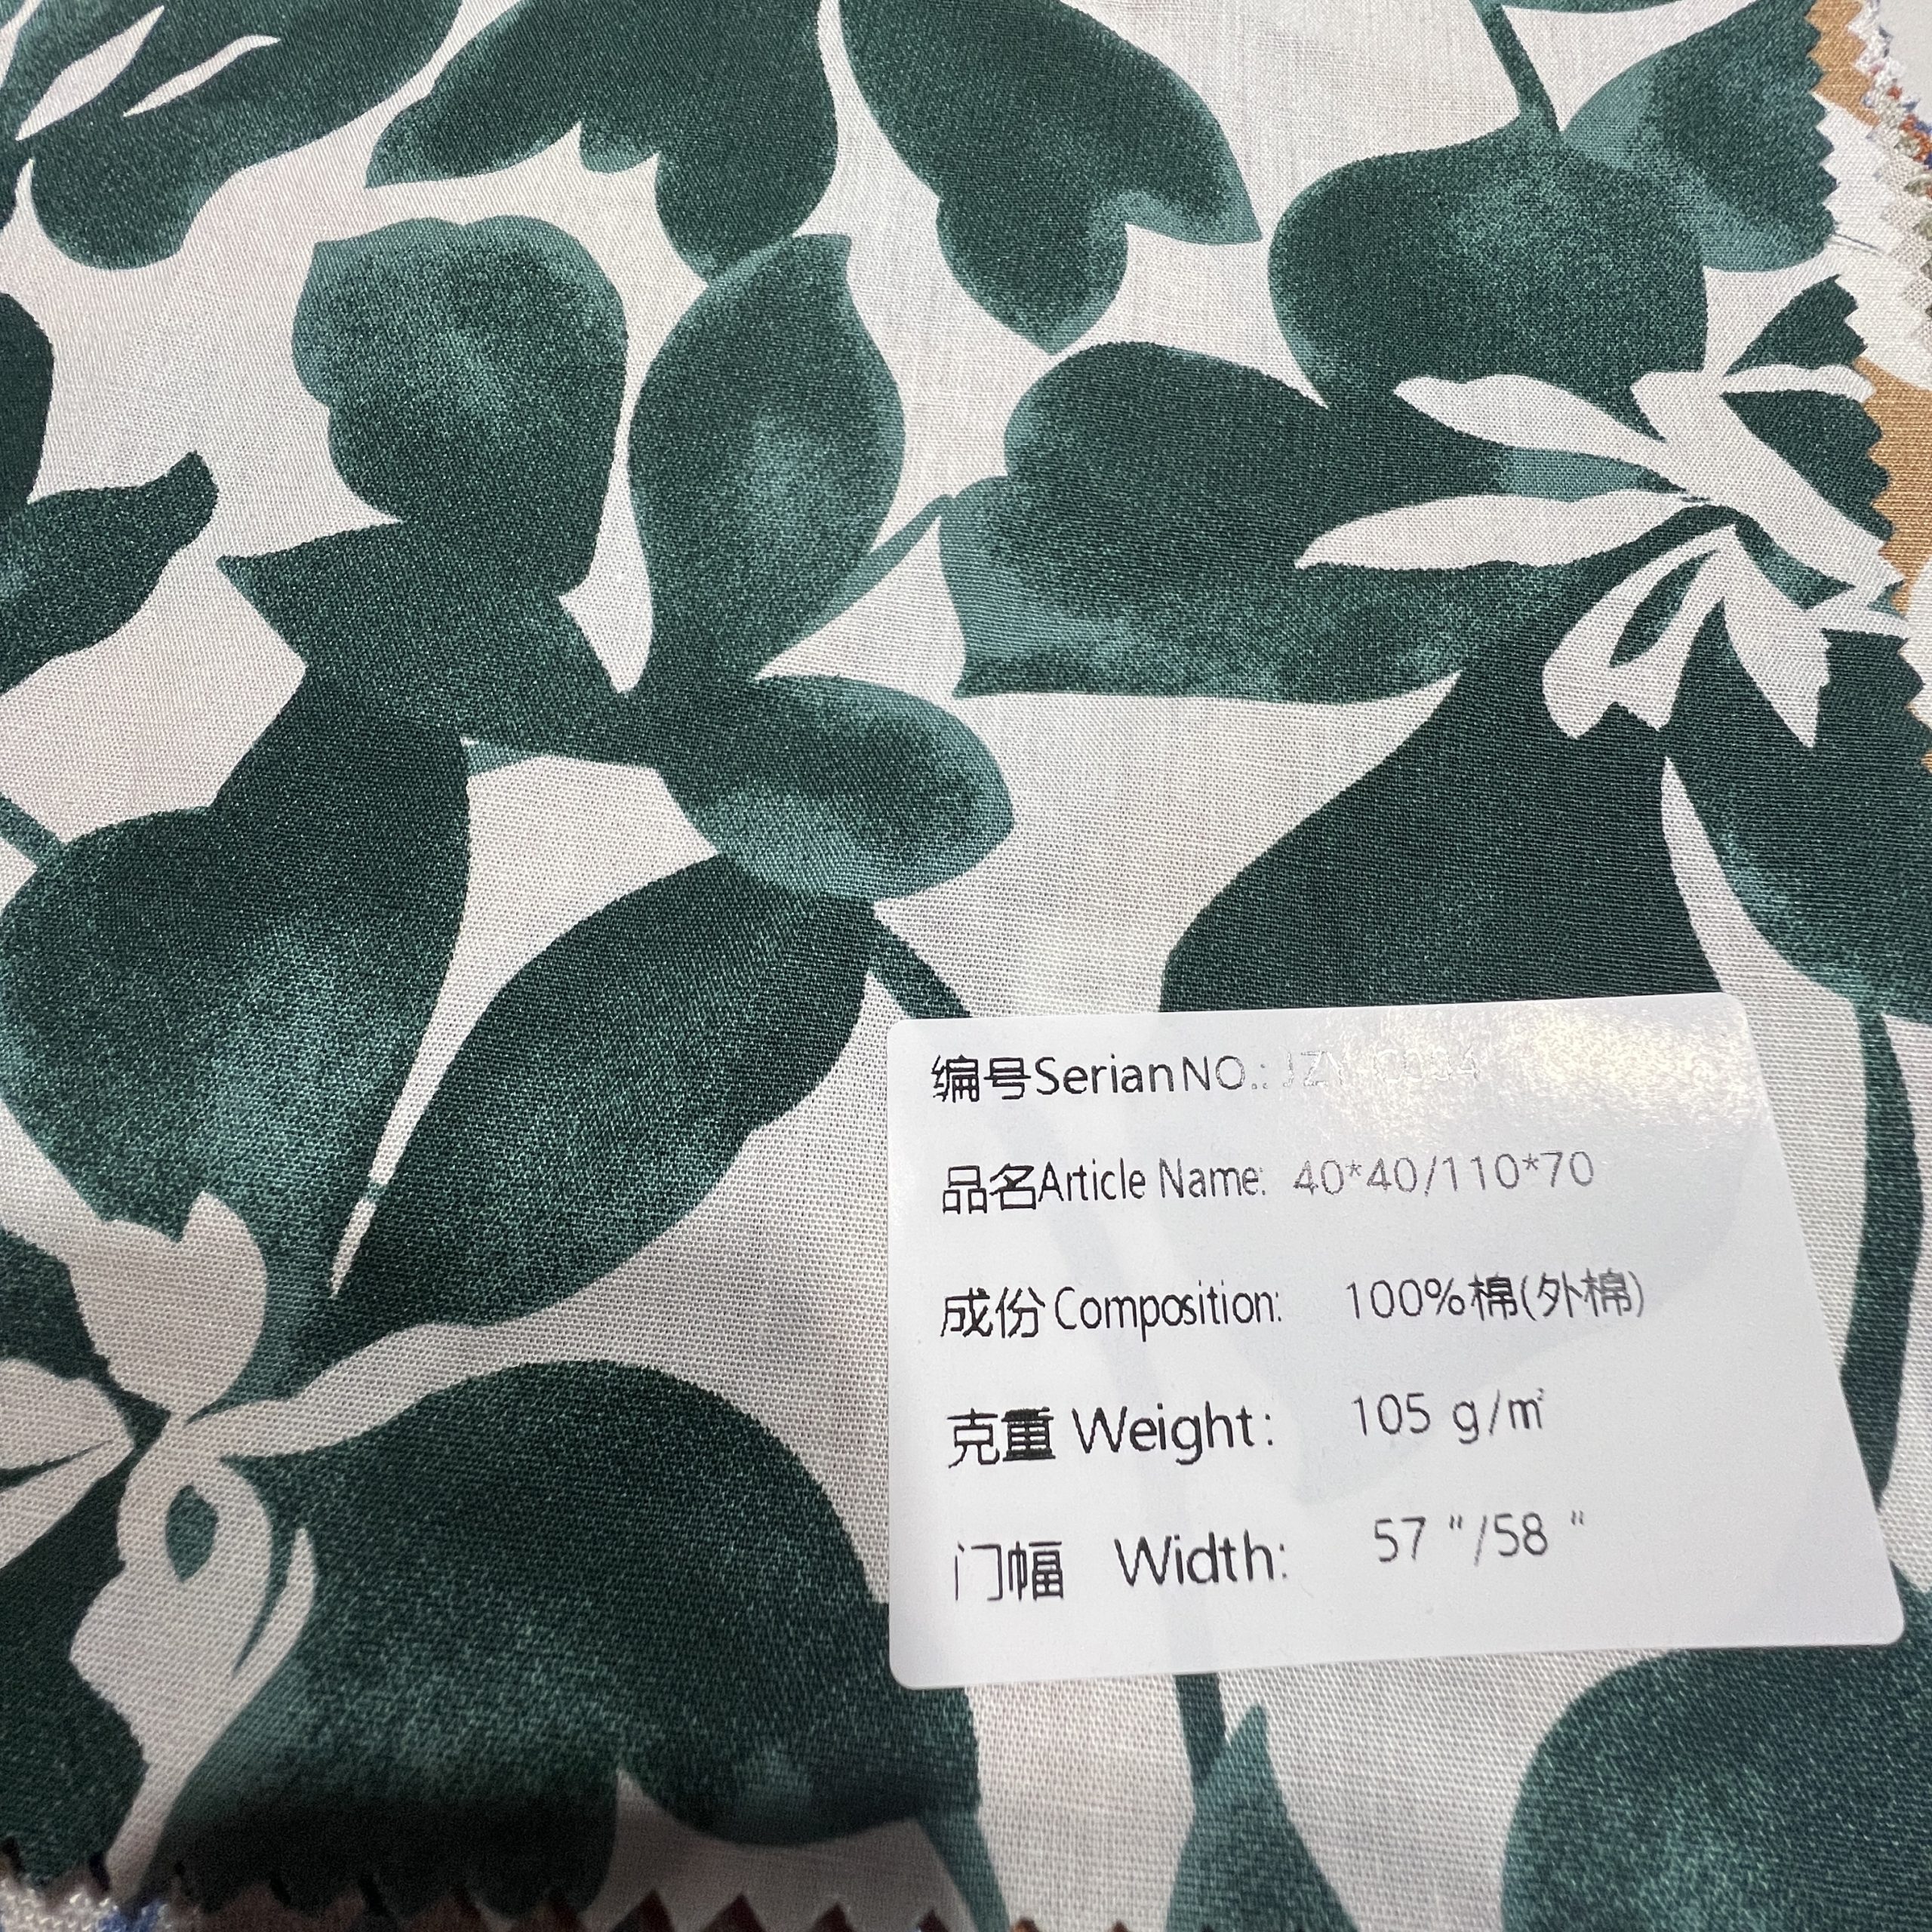 编号SerianNO.:
品名Article Name: 40*40/110*70
成份Composition: 100%棉(外棉)
克重 Weight: 105 g/㎡
门幅 Width: 57 "/58 "